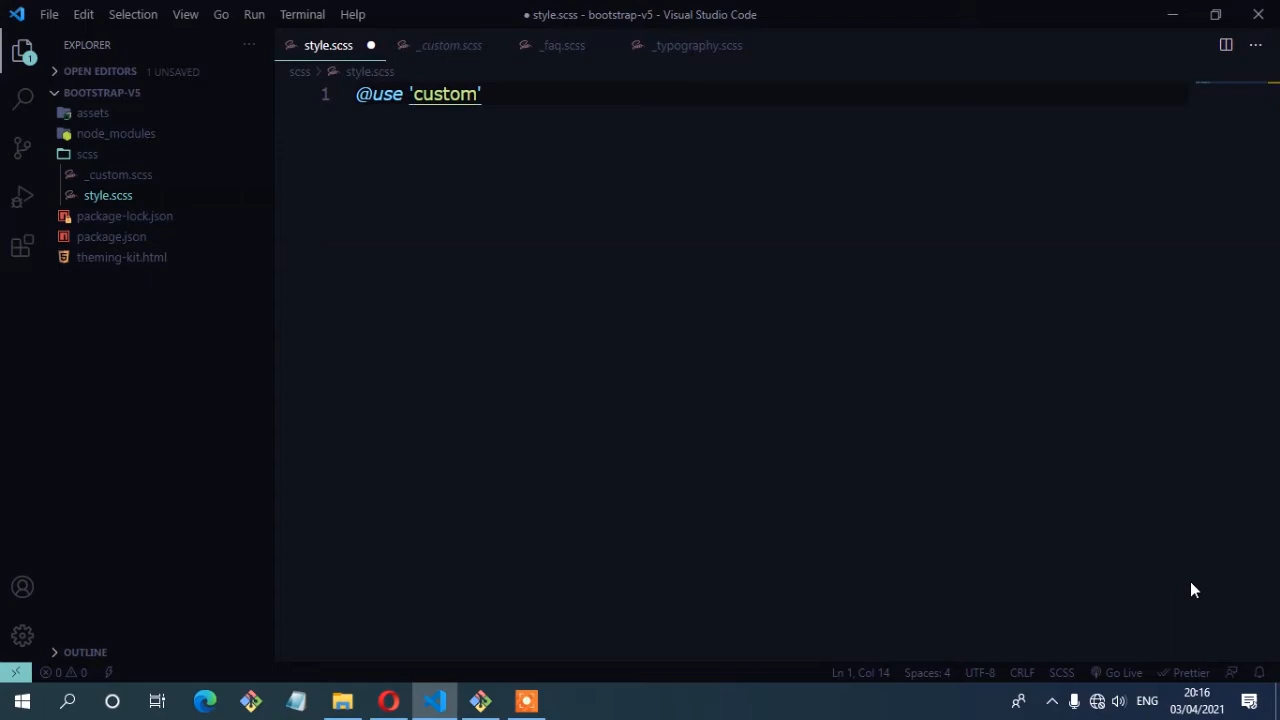 File Edit Selection View Go Run Terminal Help
● style.scss - bootstrap-v5 - Visual Studio Code
EXPLORER
style.scss
_custom.scss
_faq.scss
_typography.scss
OPEN EDITORS 1 UNSAVED
scss > style.scss
BOOTSTRAP-V5
1 @use 'custom'
assets
node_modules
scss
_custom.scss
style.scss
package-lock.json
package.json
theming-kit.html
1
OUTLINE
0 0
Ln 1, Col 14 Spaces: 4 UTF-8 CRLF SCSS Go Live Prettier
ENG
20:16
03/04/2021